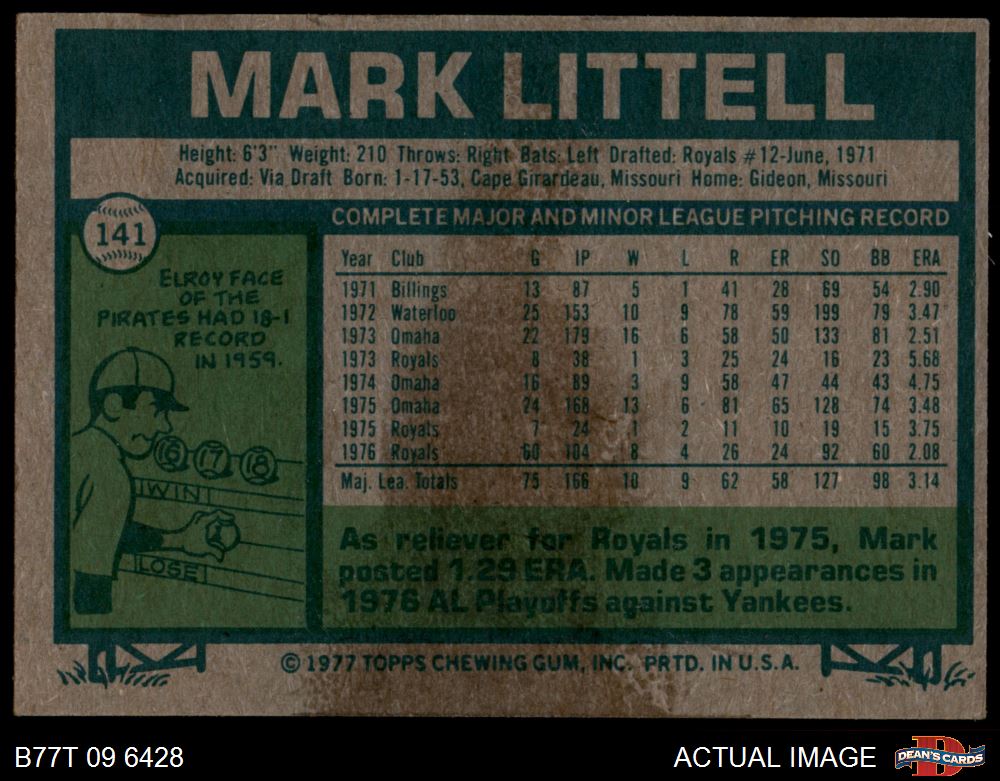 MARK LITTELL
Height: 6'3" Weight: 210 Throws: Right Bats: Left Drafted: Royals #12-June, 1971
Acquired: Via Draft Born: 1-17-53, Cape Girardeau, Missouri Home: Gideon, Missouri
141
ELROY FACE
OF THE
PIRATES HAD 18-1
RECORD
IN 1959.
16 17 18
WIN
1
LOSE
COMPLETE MAJOR AND MINOR LEAGUE PITCHING RECORD
Year Club G IP W L R ER SO BB ERA
1971 Billings 13 87 5 1 41 28 69 54 2.90
1972 Waterloo 25 153 10 9 78 59 199 79 3.47
1973 Omaha 22 179 16 6 58 50 133 81 2.51
1973 Royals 8 38 1 3 25 24 16 23 5.68
1974 Omaha 16 89 3 9 58 47 44 43 4.75
1975 Omaha 24 168 13 6 81 65 128 74 3.48
1975 Royals 7 24 1 2 11 10 19 15 3.75
1976 Royals 60 104 8 4 26 24 92 60 2.08
Maj. Lea. Totals 75 166 10 9 62 58 127 98 3.14
As reliever for Royals in 1975, Mark
posted 1.29 ERA. Made 3 appearances in
1976 AL Playoffs against Yankees.
© 1977 TOPPS CHEWING GUM, INC. PRTD. IN U.S.A.
B77T 09 6428
ACTUAL IMAGE
D
DEAN'S CARDS